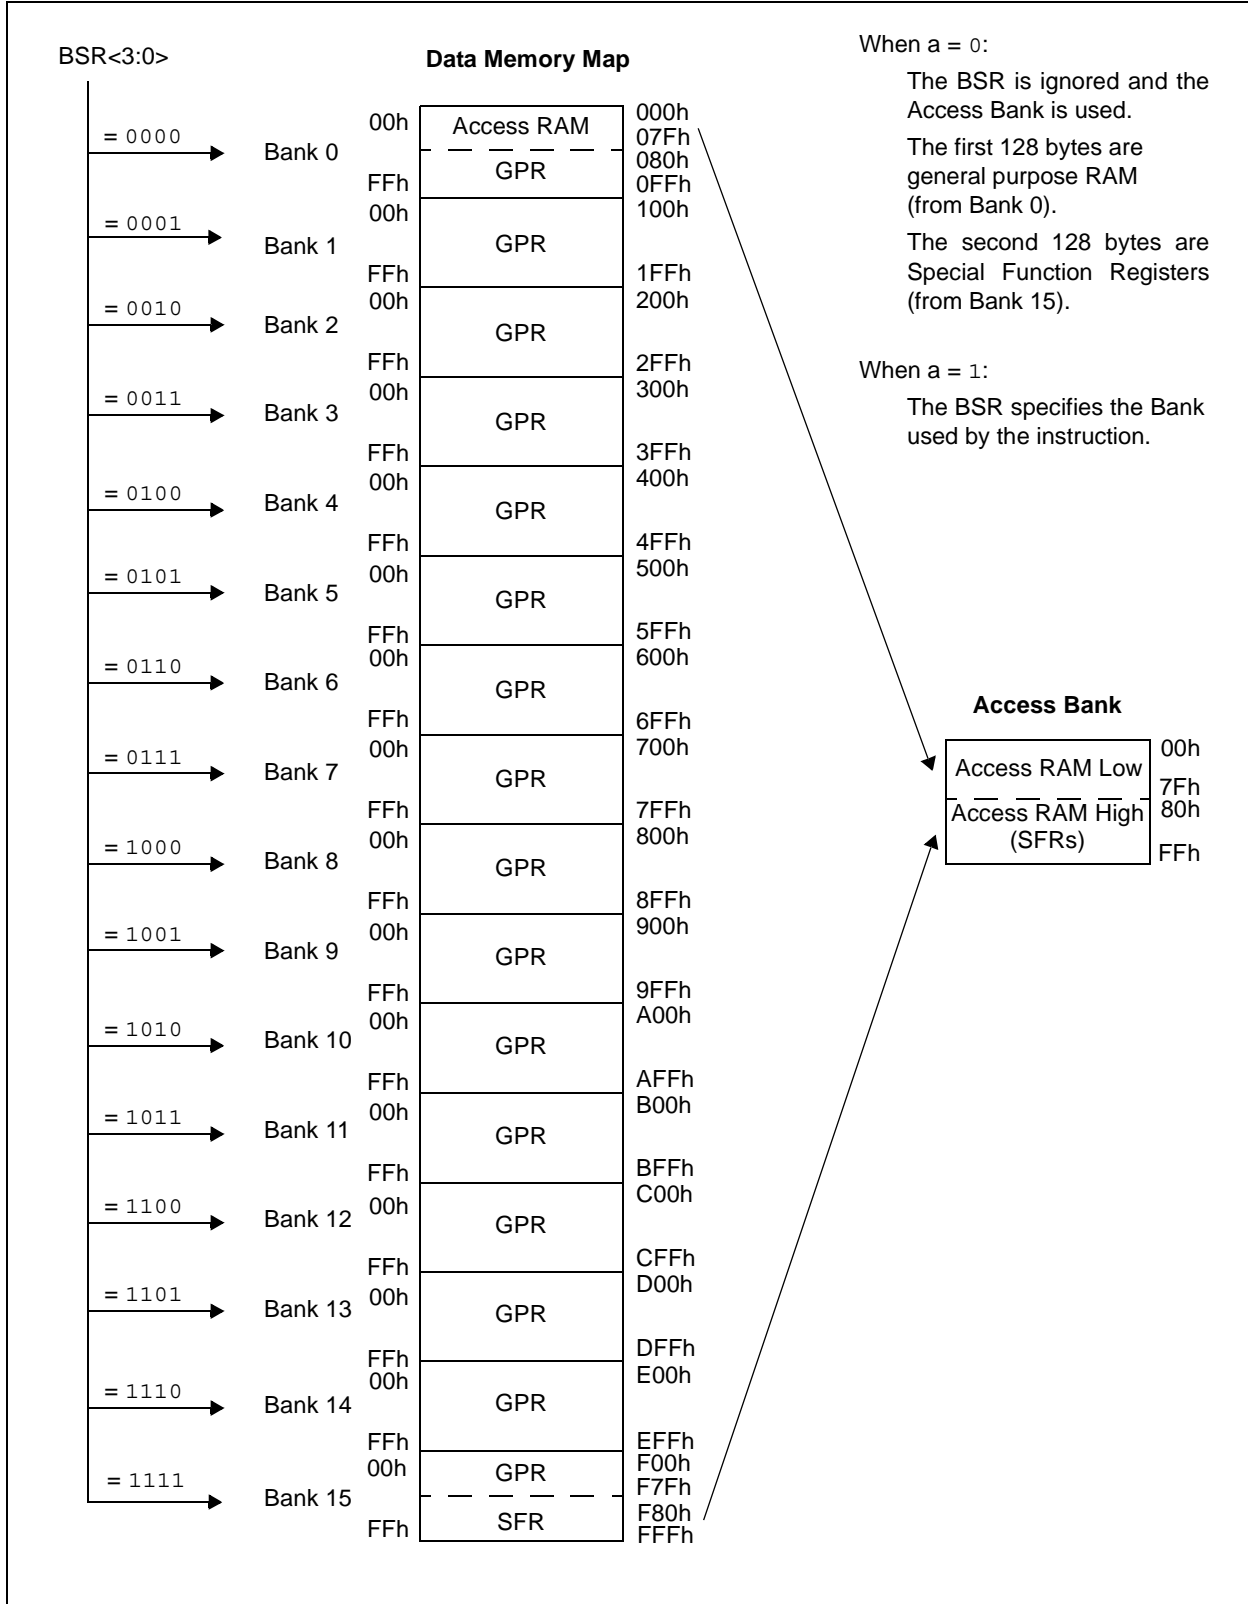 BSR<3:0>
Data Memory Map
When a = 0:
The BSR is ignored and the
Access Bank is used.
The first 128 bytes are
general purpose RAM
(from Bank 0).
The second 128 bytes are
Special Function Registers
(from Bank 15).
When a = 1:
The BSR specifies the Bank
used by the instruction.
= 0000
Bank 0
00h
Access RAM
000h
07Fh
GPR
080h
FFh
0FFh
= 0001
Bank 1
00h
GPR
100h
FFh
1FFh
= 0010
Bank 2
00h
GPR
200h
FFh
2FFh
= 0011
Bank 3
00h
GPR
300h
FFh
3FFh
= 0100
Bank 4
00h
GPR
400h
FFh
4FFh
= 0101
Bank 5
00h
GPR
500h
FFh
5FFh
= 0110
Bank 6
00h
GPR
600h
FFh
6FFh
= 0111
Bank 7
00h
GPR
700h
FFh
7FFh
= 1000
Bank 8
00h
GPR
800h
FFh
8FFh
= 1001
Bank 9
00h
GPR
900h
FFh
9FFh
= 1010
Bank 10
00h
GPR
A00h
FFh
AFFh
= 1011
Bank 11
00h
GPR
B00h
FFh
BFFh
= 1100
Bank 12
00h
GPR
C00h
FFh
CFFh
= 1101
Bank 13
00h
GPR
D00h
FFh
DFFh
= 1110
Bank 14
00h
GPR
E00h
FFh
EFFh
= 1111
Bank 15
00h
GPR
F00h
F7Fh
SFR
F80h
FFh
FFFh
Access Bank
Access RAM Low
00h
7Fh
Access RAM High
(SFRs)
80h
FFh